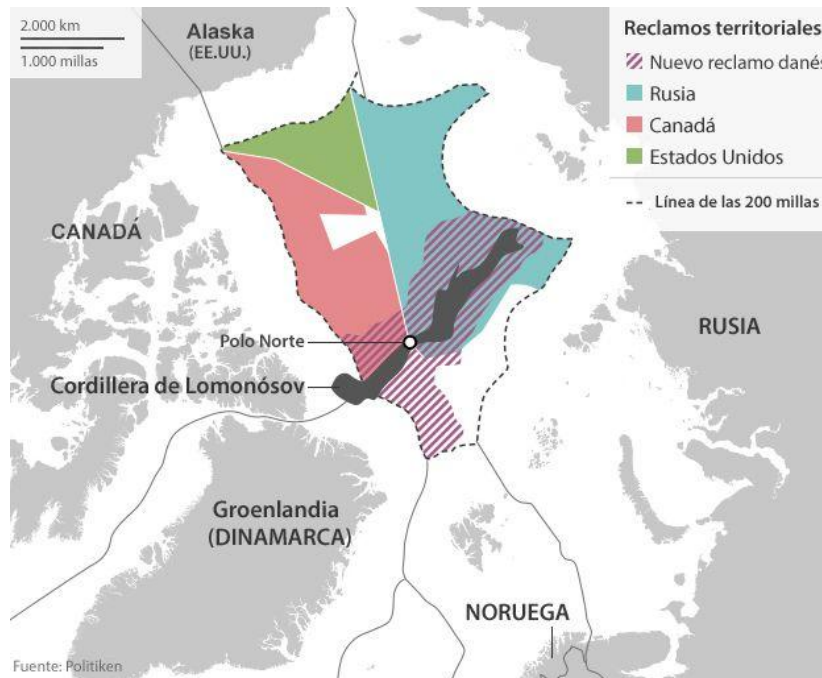 2.000 km
1.000 millas
Alaska
(EE.UU.)
Reclamos territoriales
Nuevo reclamo danés
Rusia
Canadá
Estados Unidos
Línea de las 200 millas
CANADÁ
RUSIA
Polo Norte
Cordillera de Lomonósov
Groenlandia
(DINAMARCA)
NORUEGA
Fuente: Politiken